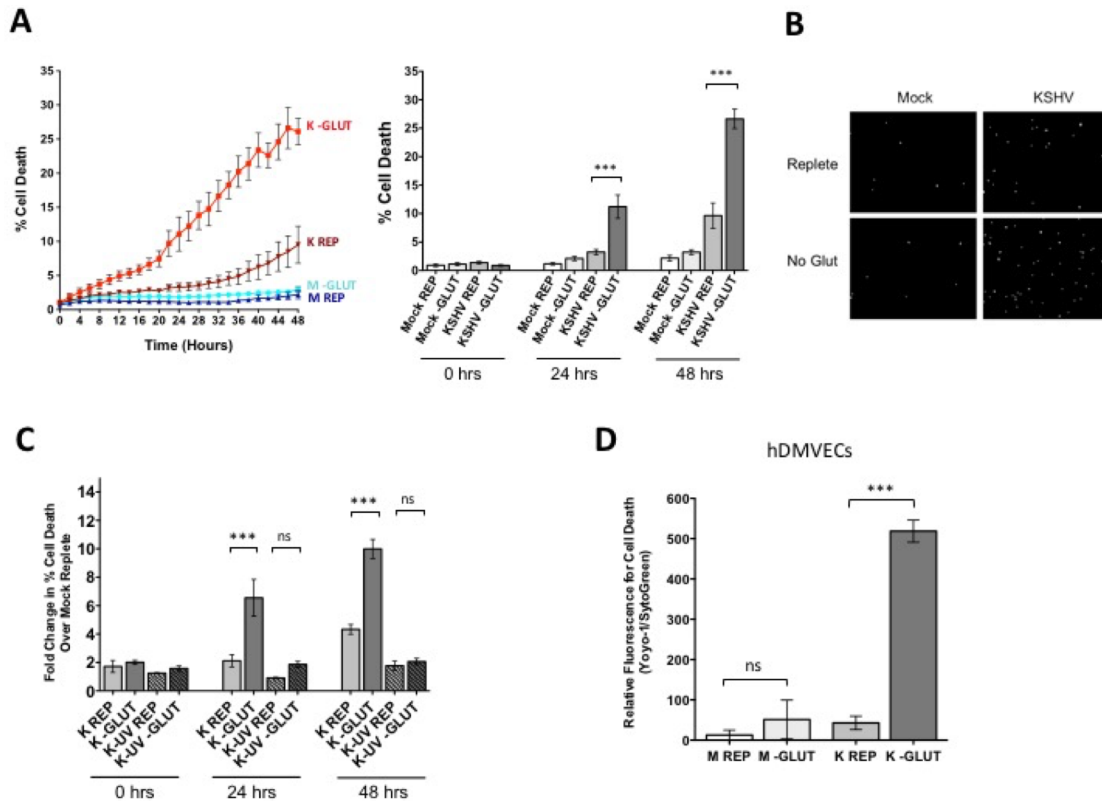 A
35
30
25
20
15
10
5
0
% Cell Death
0 4 8 12 16 20 24 28 32 36 40 44 48
Time (Hours)
K -GLUT
K REP
M -GLUT
M REP
35
30
25
20
15
10
5
0
% Cell Death
*** ***
Mock REP Mock -GLUT KSHV REP KSHV -GLUT Mock REP Mock -GLUT KSHV REP KSHV -GLUT Mock REP Mock -GLUT KSHV REP KSHV -GLUT
0 hrs 24 hrs 48 hrs
B
Mock KSHV
Replete
No Glut
C
14
12
10
8
6
4
2
0
Fold Change in % Cell Death
Over Mock Replete
*** ns *** ns
K REP K -GLUT K-UV REP K-UV -GLUT K REP K -GLUT K-UV REP K-UV -GLUT K REP K -GLUT K-UV REP K-UV -GLUT
0 hrs 24 hrs 48 hrs
D
hDMVECs
600
500
400
300
200
100
0
Relative Fluorescence for Cell Death
(Yoyo-1/SytoGreen)
ns ***
M REP M -GLUT K REP K -GLUT